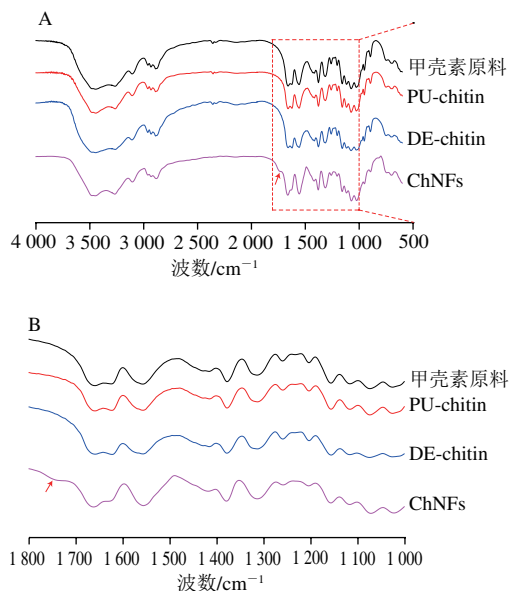 A
甲壳素原料
PU-chitin
DE-chitin
ChNFs
4 000 3 500 3 000 2 500 2 000 1 500 1 000 500
波数/cm⁻¹
B
甲壳素原料
PU-chitin
DE-chitin
ChNFs
1 800 1 700 1 600 1 500 1 400 1 300 1 200 1 100 1 000
波数/cm⁻¹